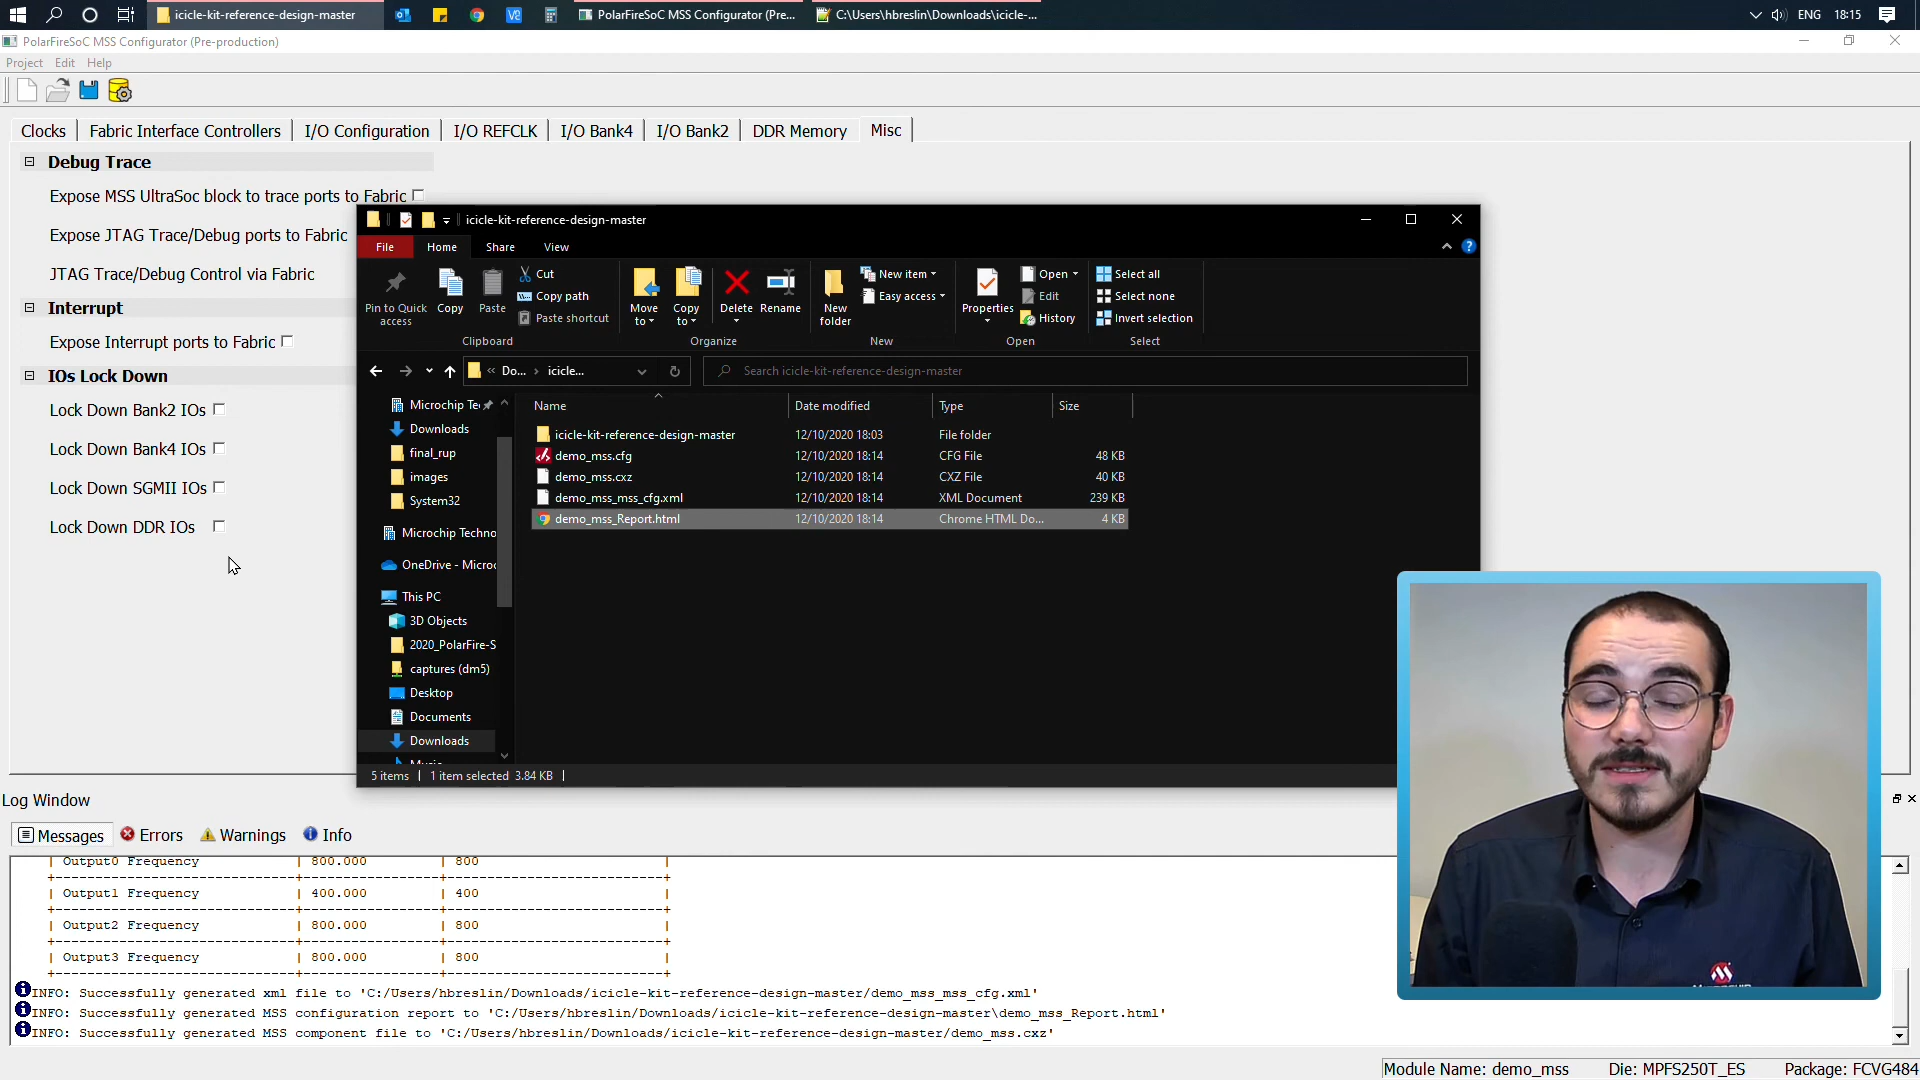 icicle-kit-reference-design-master
PolarFireSoC MSS Configurator (Pre...
C:\Users\hbreslin\Downloads\icicle-...
ENG
18:15
PolarFireSoC MSS Configurator (Pre-production)
Project Edit Help
Clocks Fabric Interface Controllers I/O Configuration I/O REFCLK I/O Bank4 I/O Bank2 DDR Memory Misc
Debug Trace
Expose MSS UltraSoc block to trace ports to Fabric
Expose JTAG Trace/Debug ports to Fabric
JTAG Trace/Debug Control via Fabric
Interrupt
Expose Interrupt ports to Fabric
IOs Lock Down
Lock Down Bank2 IOs
Lock Down Bank4 IOs
Lock Down SGMII IOs
Lock Down DDR IOs
icicle-kit-reference-design-master
File Home Share View
Pin to Quick access
Copy
Paste
Cut
Copy path
Paste shortcut
Clipboard
Move to
Copy to
Delete
Rename
Organize
New folder
New item
Easy access
New
Properties
Open
Edit
History
Open
Select all
Select none
Invert selection
Select
« Do... › icicle...
Search icicle-kit-reference-design-master
Microchip Te
Downloads
final_rup
images
System32
Microchip Techno
OneDrive - Microc
This PC
3D Objects
2020_PolarFire-S
captures (dm5)
Desktop
Documents
Downloads
Name Date modified Type Size
icicle-kit-reference-design-master 12/10/2020 18:03 File folder
demo_mss.cfg 12/10/2020 18:14 CFG File 48 KB
demo_mss.cxz 12/10/2020 18:14 CXZ File 40 KB
demo_mss_mss_cfg.xml 12/10/2020 18:14 XML Document 239 KB
demo_mss_Report.html 12/10/2020 18:14 Chrome HTML Do... 4 KB
5 items 1 item selected 3.84 KB
Log Window
Messages Errors Warnings Info
| Output0 Frequency | 800.000 | 800 |
| Output1 Frequency | 400.000 | 400 |
| Output2 Frequency | 800.000 | 800 |
| Output3 Frequency | 800.000 | 800 |
INFO: Successfully generated xml file to 'C:/Users/hbreslin/Downloads/icicle-kit-reference-design-master/demo_mss_mss_cfg.xml'
INFO: Successfully generated MSS configuration report to 'C:/Users/hbreslin/Downloads/icicle-kit-reference-design-master\demo_mss_Report.html'
INFO: Successfully generated MSS component file to 'C:/Users/hbreslin/Downloads/icicle-kit-reference-design-master/demo_mss.cxz'
Module Name: demo_mss Die: MPFS250T_ES Package: FCVG484